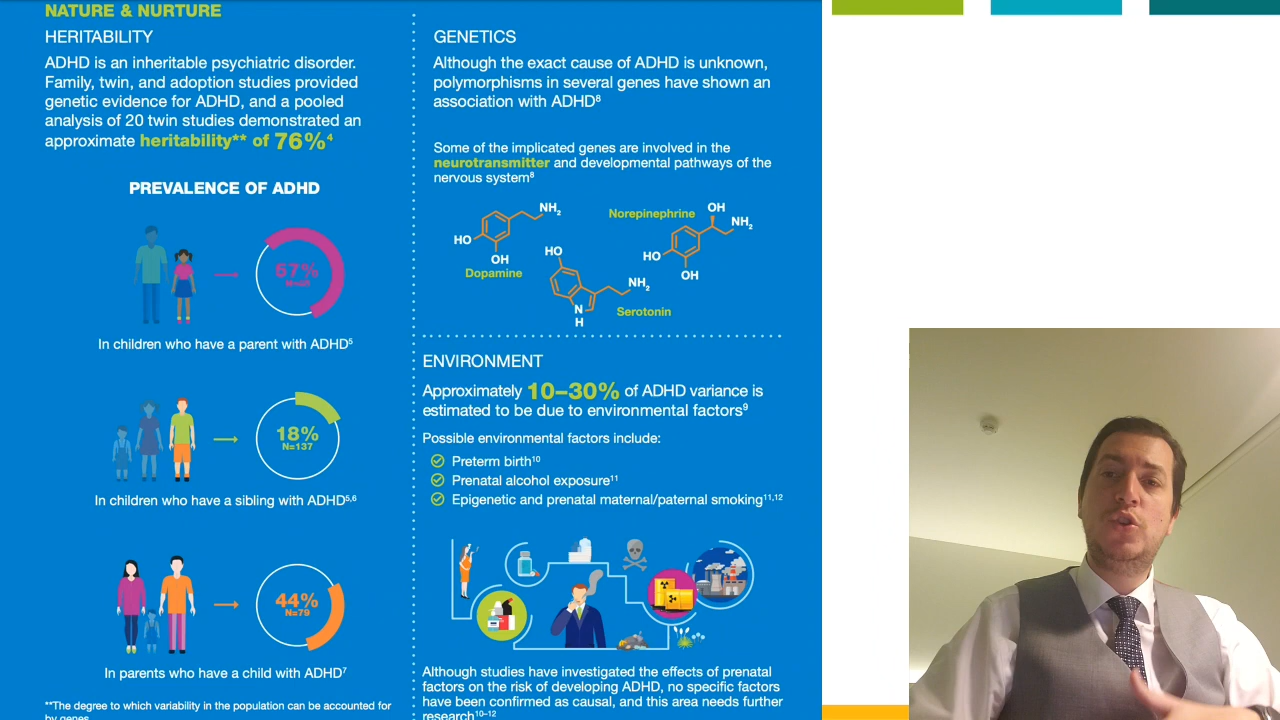 NATURE & NURTURE
HERITABILITY
ADHD is an inheritable psychiatric disorder.
Family, twin, and adoption studies provided
genetic evidence for ADHD, and a pooled
analysis of 20 twin studies demonstrated an
approximate heritability** of 76%⁴
PREVALENCE OF ADHD
57%
In children who have a parent with ADHD⁵
18%
N=137
In children who have a sibling with ADHD⁵,⁶
44%
N=79
In parents who have a child with ADHD⁷
**The degree to which variability in the population can be accounted for
by genes
GENETICS
Although the exact cause of ADHD is unknown,
polymorphisms in several genes have shown an
association with ADHD⁸
Some of the implicated genes are involved in the
neurotransmitter and developmental pathways of the
nervous system⁸
NH₂
HO
OH
Dopamine
HO
NH₂
N
H
Serotonin
Norepinephrine
OH
NH₂
HO
OH
ENVIRONMENT
Approximately 10–30% of ADHD variance is
estimated to be due to environmental factors⁹
Possible environmental factors include:
Preterm birth¹⁰
Prenatal alcohol exposure¹¹
Epigenetic and prenatal maternal/paternal smoking¹¹,¹²
Although studies have investigated the effects of prenatal
factors on the risk of developing ADHD, no specific factors
have been confirmed as causal, and this area needs further
research¹⁰⁻¹²